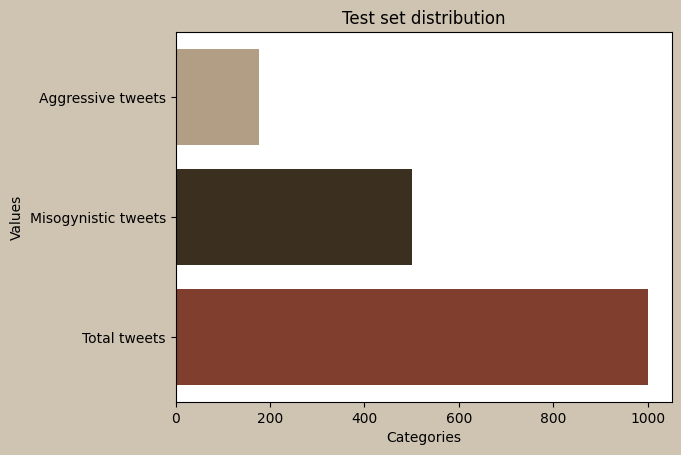 Test set distribution
Aggressive tweets
Misogynistic tweets
Total tweets
Values
0 200 400 600 800 1000
Categories